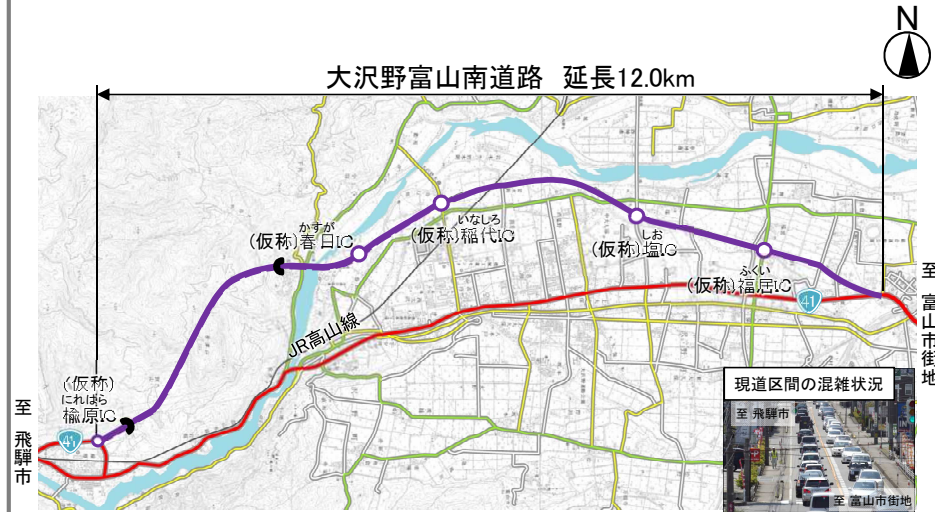 N
大沢野富山南道路　延長12.0km
かすが
(仮称)春日IC
いなしろ
(仮称)稲代IC
しお
(仮称)塩IC
ふくい
(仮称)福居IC
41
至 富山市街地
JR高山線
(仮称)
にれはら
楡原IC
至 飛騨市
41
現道区間の混雑状況
至 飛騨市
至 富山市街地